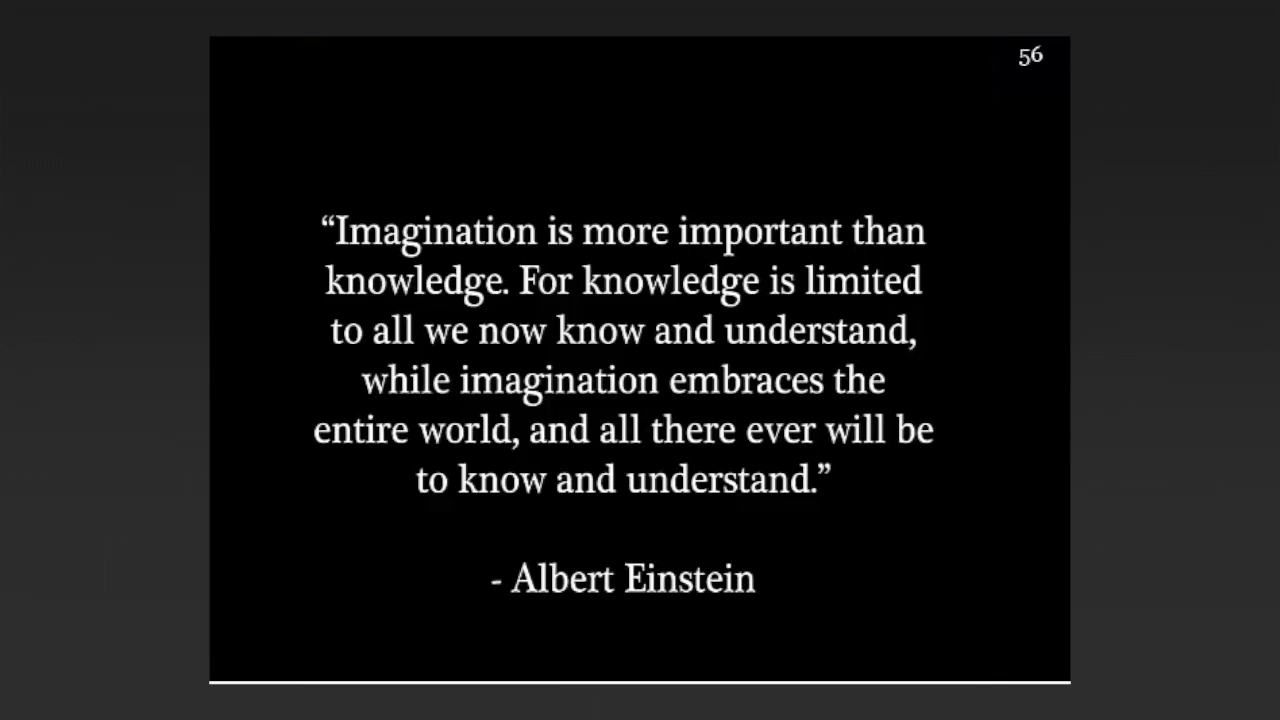 56
“Imagination is more important than
knowledge. For knowledge is limited
to all we now know and understand,
while imagination embraces the
entire world, and all there ever will be
to know and understand.”
- Albert Einstein